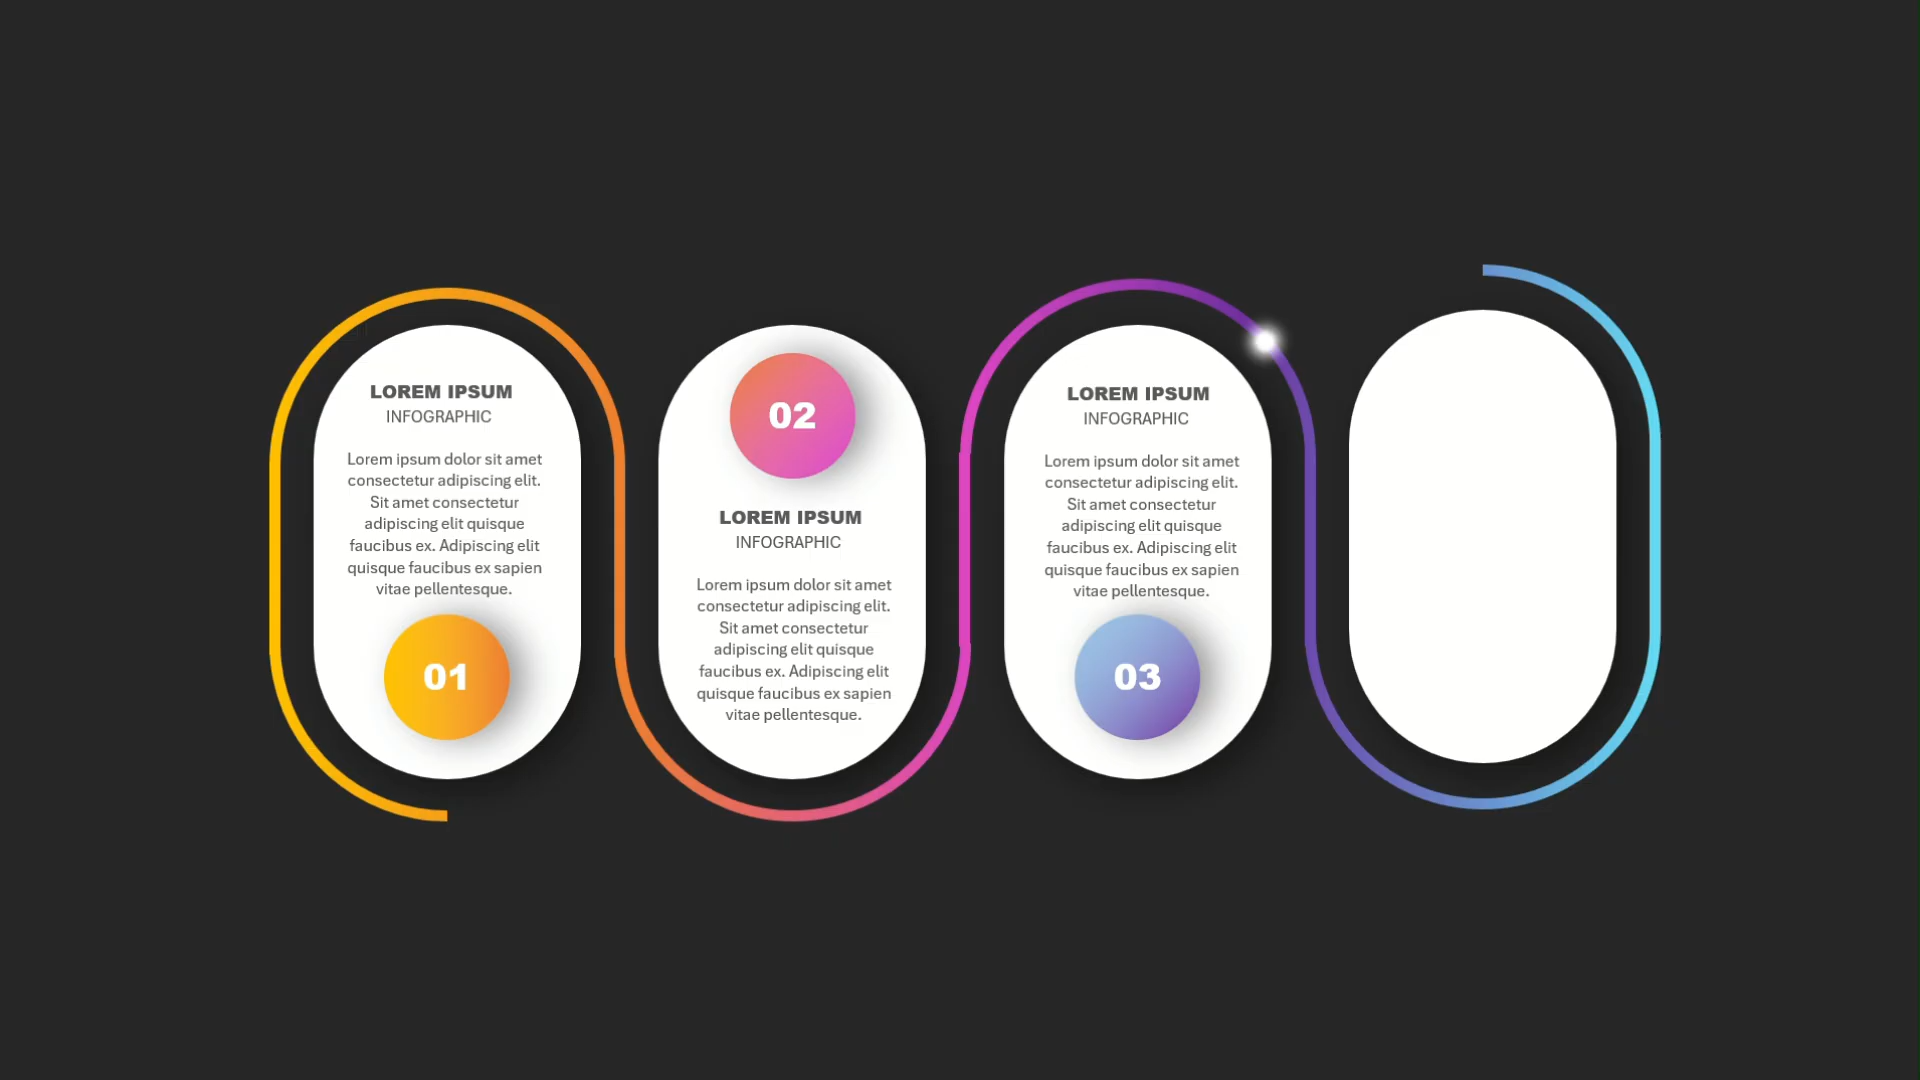 LOREM IPSUM
INFOGRAPHIC
Lorem ipsum dolor sit amet
consectetur adipiscing elit.
Sit amet consectetur
adipiscing elit quisque
faucibus ex. Adipiscing elit
quisque faucibus ex sapien
vitae pellentesque.
01
02
LOREM IPSUM
INFOGRAPHIC
Lorem ipsum dolor sit amet
consectetur adipiscing elit.
Sit amet consectetur
adipiscing elit quisque
faucibus ex. Adipiscing elit
quisque faucibus ex sapien
vitae pellentesque.
LOREM IPSUM
INFOGRAPHIC
Lorem ipsum dolor sit amet
consectetur adipiscing elit.
Sit amet consectetur
adipiscing elit quisque
faucibus ex. Adipiscing elit
quisque faucibus ex sapien
vitae pellentesque.
03